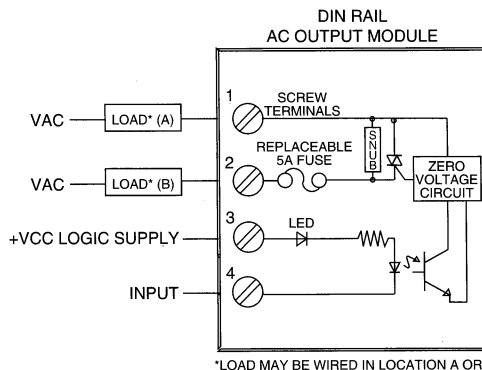 DIN RAIL
AC OUTPUT MODULE
1
SCREW
TERMINALS
VAC
LOAD* (A)
REPLACEABLE
5A FUSE
SNUB
2
ZERO
VOLTAGE
CIRCUIT
VAC
LOAD* (B)
3
LED
+VCC LOGIC SUPPLY
4
INPUT
*LOAD MAY BE WIRED IN LOCATION A OR